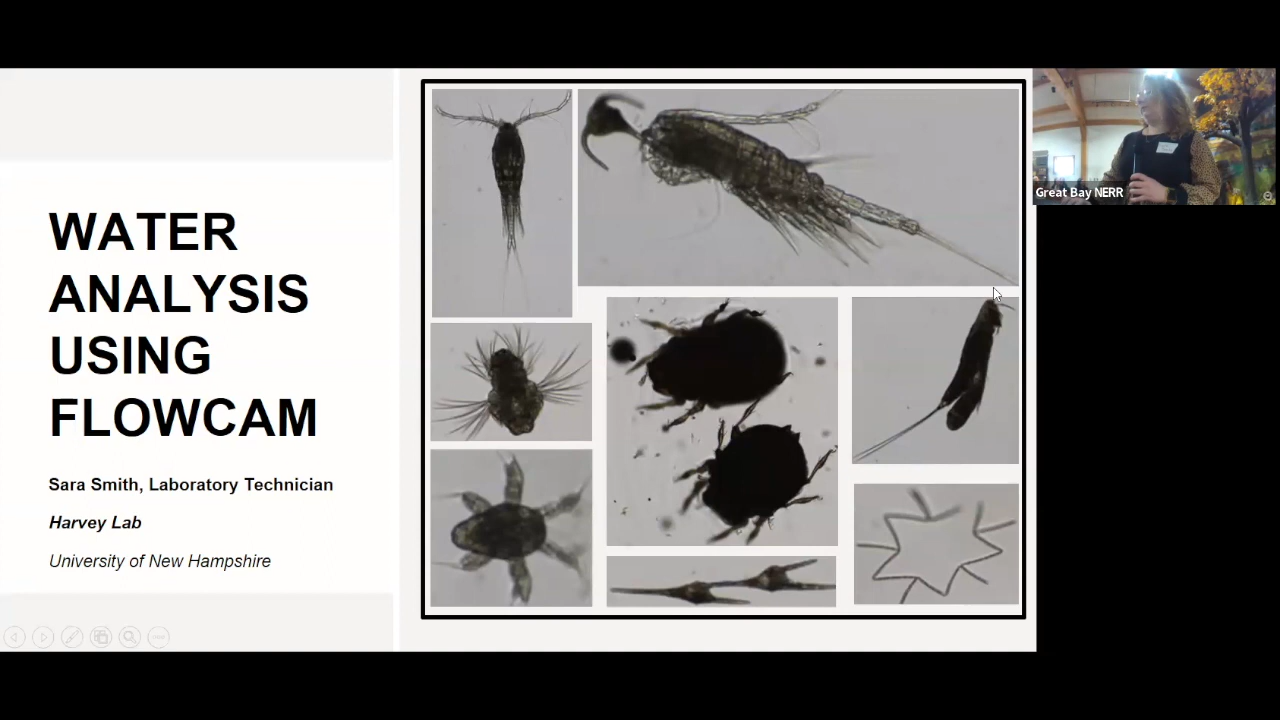 WATER
ANALYSIS
USING
FLOWCAM
Sara Smith, Laboratory Technician
Harvey Lab
University of New Hampshire
Great Bay NERR